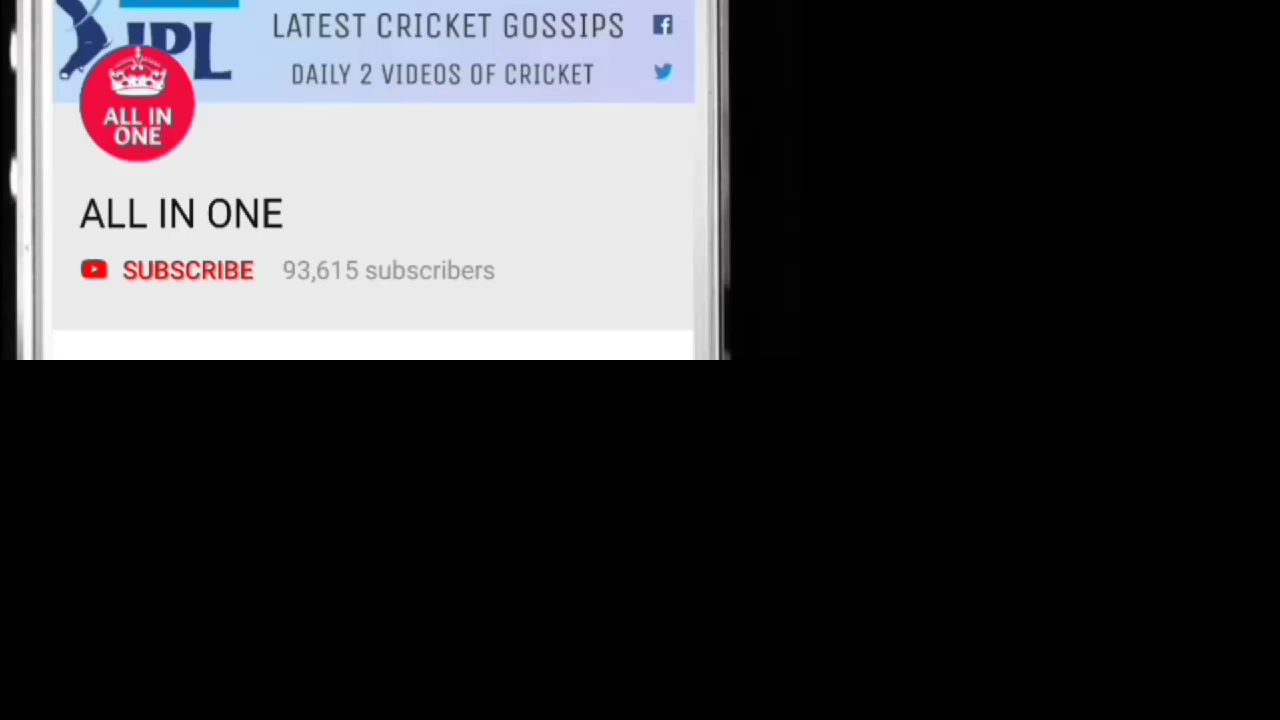 IPL
LATEST CRICKET GOSSIPS
DAILY 2 VIDEOS OF CRICKET
ALL IN
ONE
ALL IN ONE
SUBSCRIBE 93,615 subscribers